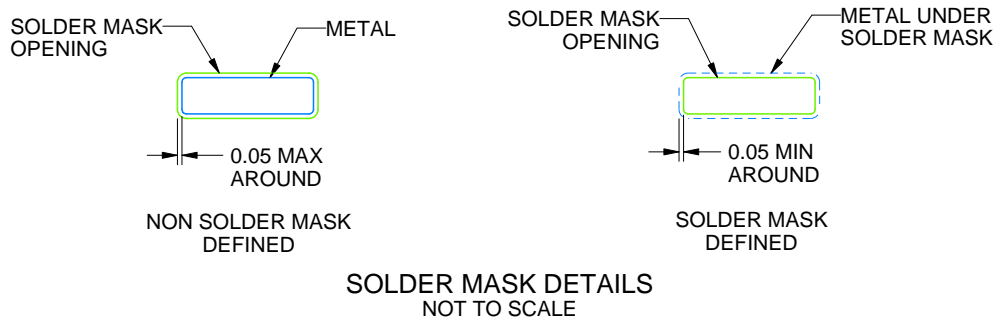 SOLDER MASK
OPENING
METAL
0.05 MAX
AROUND
NON SOLDER MASK
DEFINED
SOLDER MASK
OPENING
METAL UNDER
SOLDER MASK
0.05 MIN
AROUND
SOLDER MASK
DEFINED
SOLDER MASK DETAILS
NOT TO SCALE